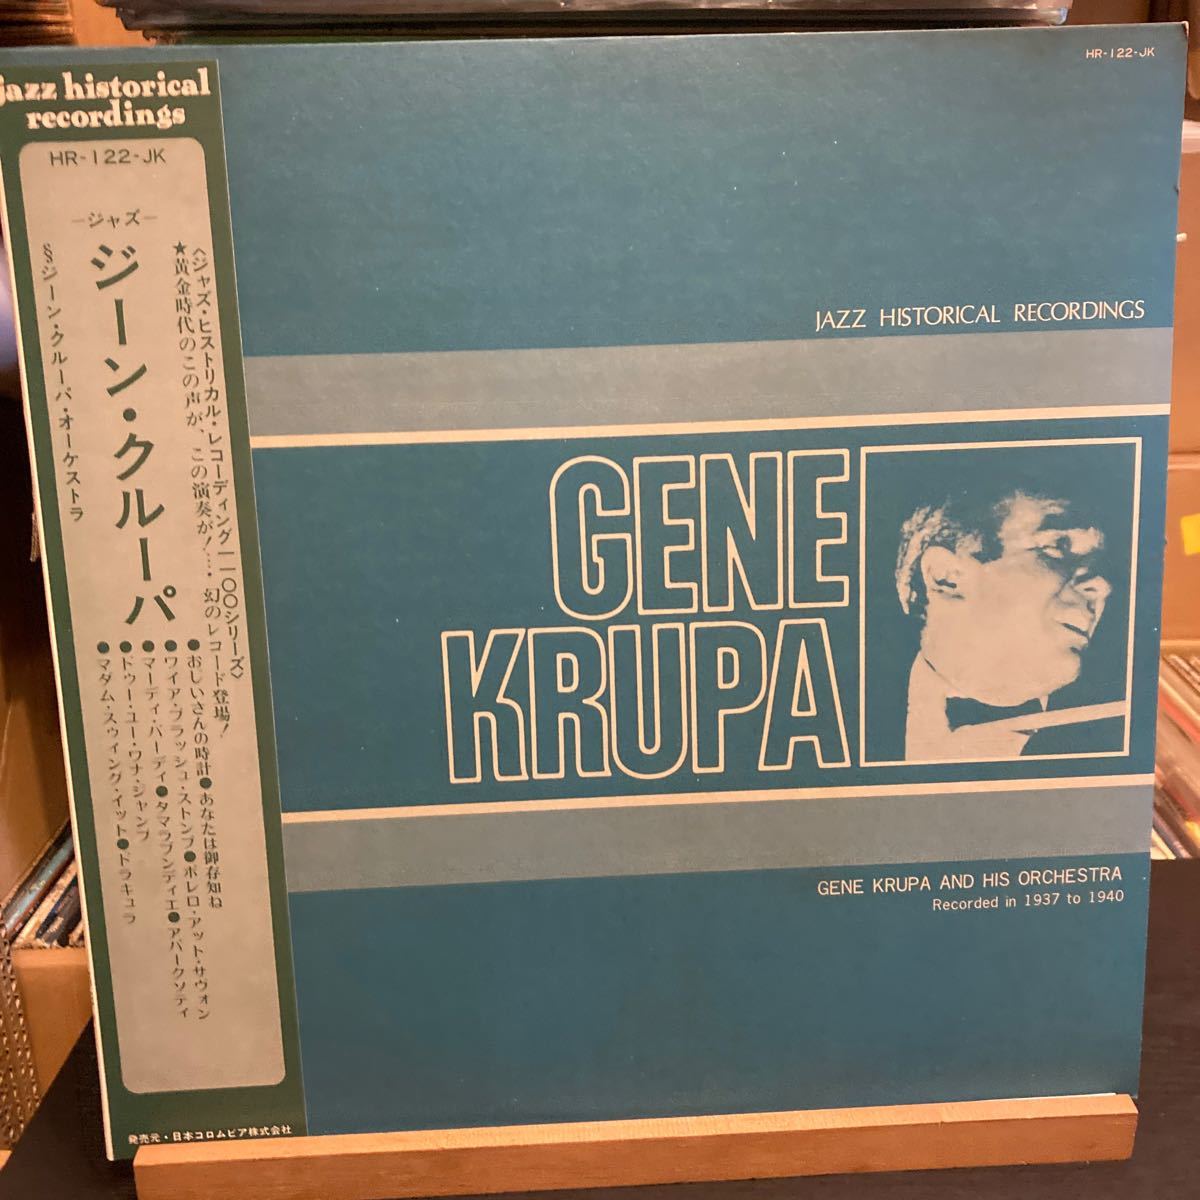 jazz historical
recordings
HR-122-JK
―ジャズ―
〈ジャズ・ヒストリカル・レコーディング一一〇〇シリーズ〉
★黄金時代のこの声が、この演奏が!……幻のレコード登場!
ジーン・クルーパ
§ジーン・クルーパ・オーケストラ
●おじいさんの時計●あなたは御存知ね
●ワイア・ブラッシュ・ストンプ●ボレロ・アット・サヴォン
●マーディ・バーディ●タマラブンディエ●アパークソディ
●ドゥー・ユー・ワナ・ジャンプ
●マダム・スウィング・イット●ドラキュラ
発売元・日本コロムビア株式会社
HR-122-JK
JAZZ HISTORICAL RECORDINGS
GENE
KRUPA
GENE KRUPA AND HIS ORCHESTRA
Recorded in 1937 to 1940